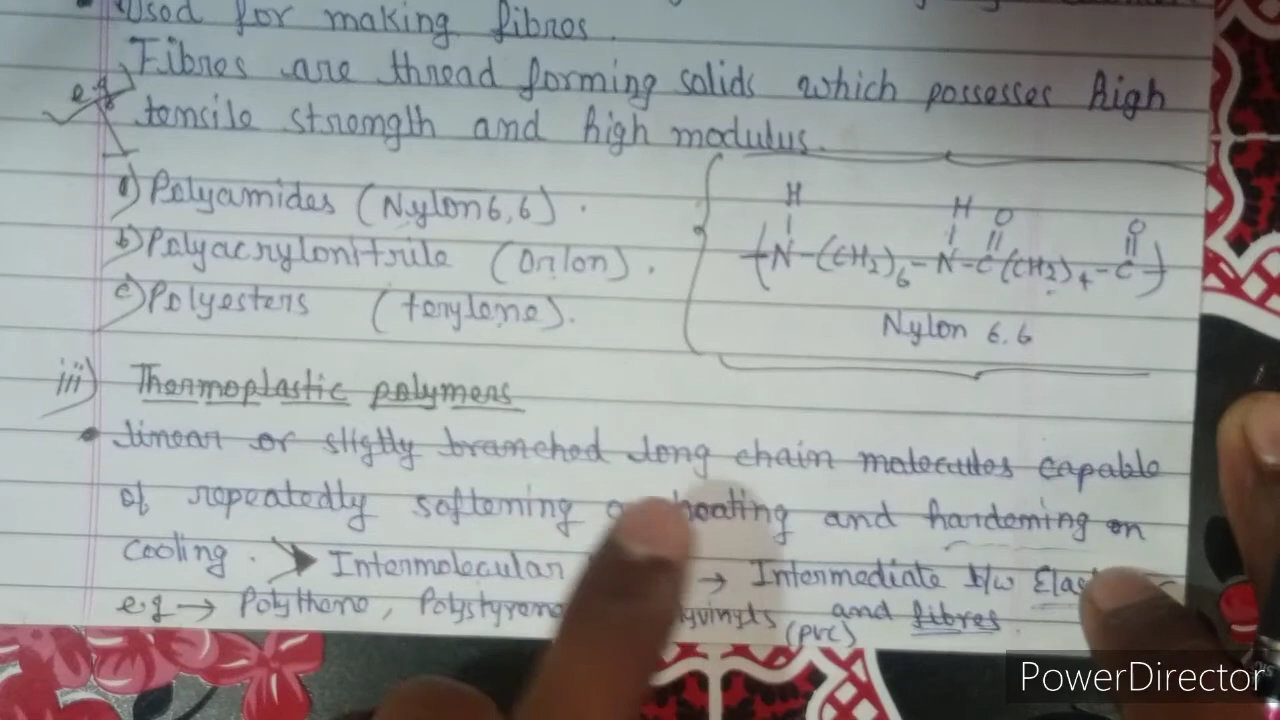 Used for making fibres.
Fibres are thread forming solids which possesses high
e.g tensile strength and high modulus.
a) Polyamides (Nylon 6,6).
b) Polyacrylonitrile (Orlon).
c) Polyesters (terylene).
H H O O
N-(CH2)6-N-C(CH2)4-C
Nylon 6.6
iii) Thermoplastic polymers
linear or sligtly branched long chain molecules capable
of repeatedly softening heating and hardening on
cooling. Intermolecular → Intermediate b/w
e.g → Polythene, Polystyrene and fibres.
(PVC)
PowerDirector